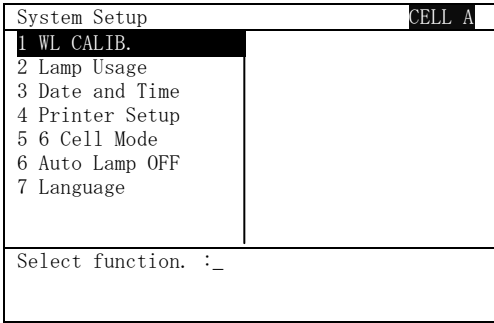 System Setup CELL A
1 WL CALIB.
2 Lamp Usage
3 Date and Time
4 Printer Setup
5 6 Cell Mode
6 Auto Lamp OFF
7 Language
Select function. :_